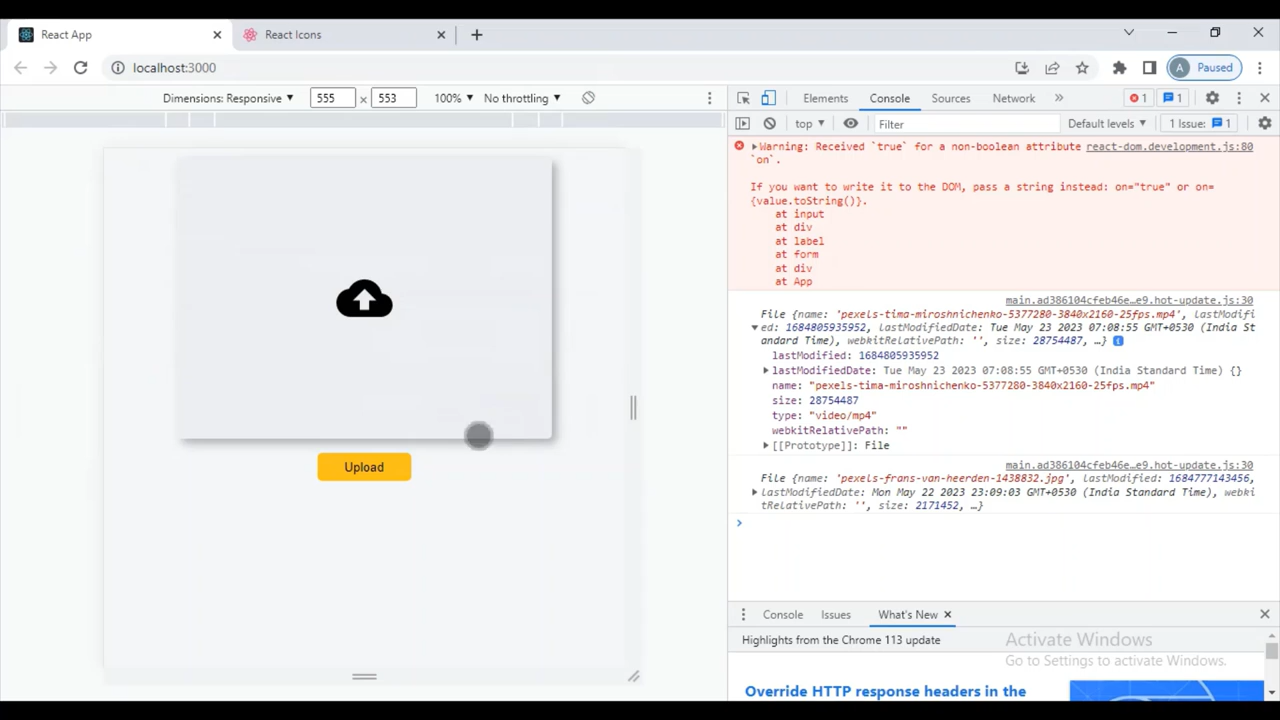 React App
React Icons
localhost:3000
A Paused
Dimensions: Responsive 555 x 553 100% No throttling
Elements Console Sources Network 1 1
top Filter Default levels 1 Issue: 1
Warning: Received `true` for a non-boolean attribute react-dom.development.js:80
`on`.
If you want to write it to the DOM, pass a string instead: on="true" or on=
{value.toString()}.
at input
at div
at label
at form
at div
at App
main.ad386104cfeb46e…e9.hot-update.js:30
File {name: 'pexels-tima-miroshnichenko-5377280-3840x2160-25fps.mp4', lastModifi
ed: 1684805935952, lastModifiedDate: Tue May 23 2023 07:08:55 GMT+0530 (India St
andard Time), webkitRelativePath: '', size: 28754487, …} i
lastModified: 1684805935952
lastModifiedDate: Tue May 23 2023 07:08:55 GMT+0530 (India Standard Time) {}
name: "pexels-tima-miroshnichenko-5377280-3840x2160-25fps.mp4"
size: 28754487
type: "video/mp4"
webkitRelativePath: ""
[[Prototype]]: File
main.ad386104cfeb46e…e9.hot-update.js:30
File {name: 'pexels-frans-van-heerden-1438832.jpg', lastModified: 1684777143456,
lastModifiedDate: Mon May 22 2023 23:09:03 GMT+0530 (India Standard Time), webki
tRelativePath: '', size: 2171452, …}
Upload
Console Issues What's New
Highlights from the Chrome 113 update
Activate Windows
Go to Settings to activate Windows.
Override HTTP response headers in the